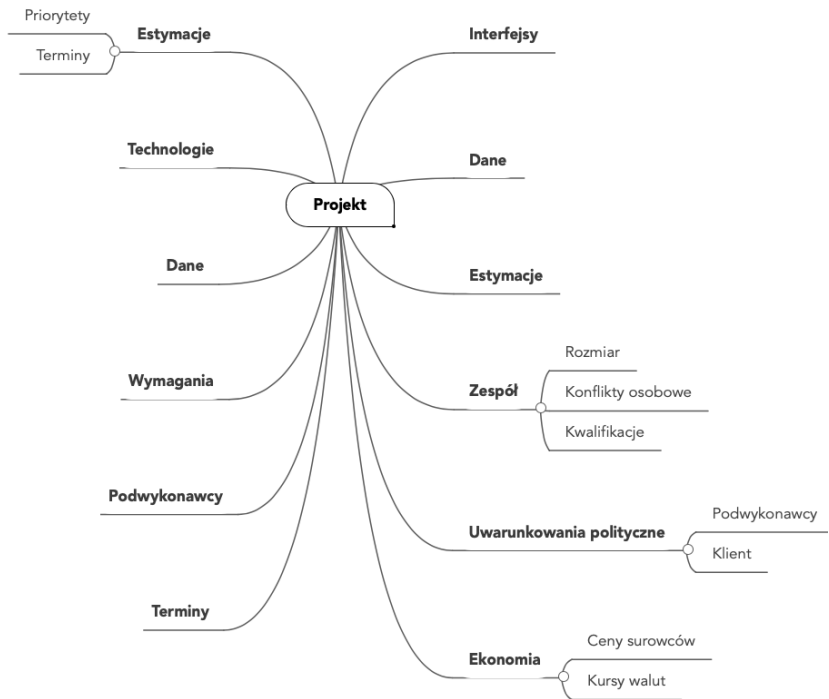 Priorytety
Terminy
Estymacje
Technologie
Dane
Wymagania
Podwykonawcy
Terminy
Projekt
Interfejsy
Dane
Estymacje
Zespół
Rozmiar
Konflikty osobowe
Kwalifikacje
Uwarunkowania polityczne
Podwykonawcy
Klient
Ekonomia
Ceny surowców
Kursy walut